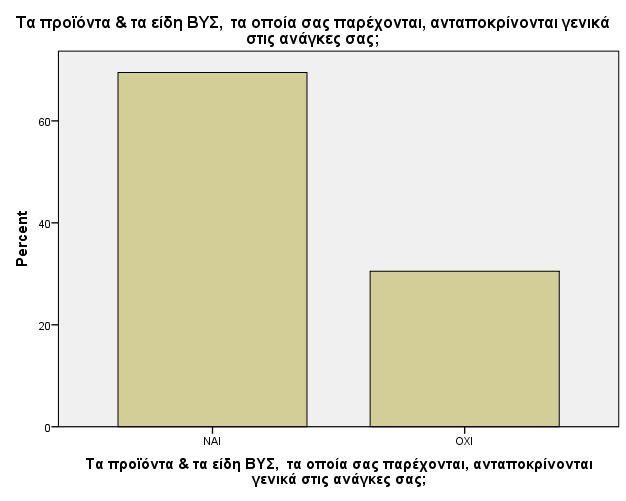 Τα προϊόντα & τα είδη ΒΥΣ, τα οποία σας παρέχονται, ανταποκρίνονται γενικά
στις ανάγκες σας;
Percent
60
40
20
0
ΝΑΙ
ΟΧΙ
Τα προϊόντα & τα είδη ΒΥΣ, τα οποία σας παρέχονται, ανταποκρίνονται
γενικά στις ανάγκες σας;